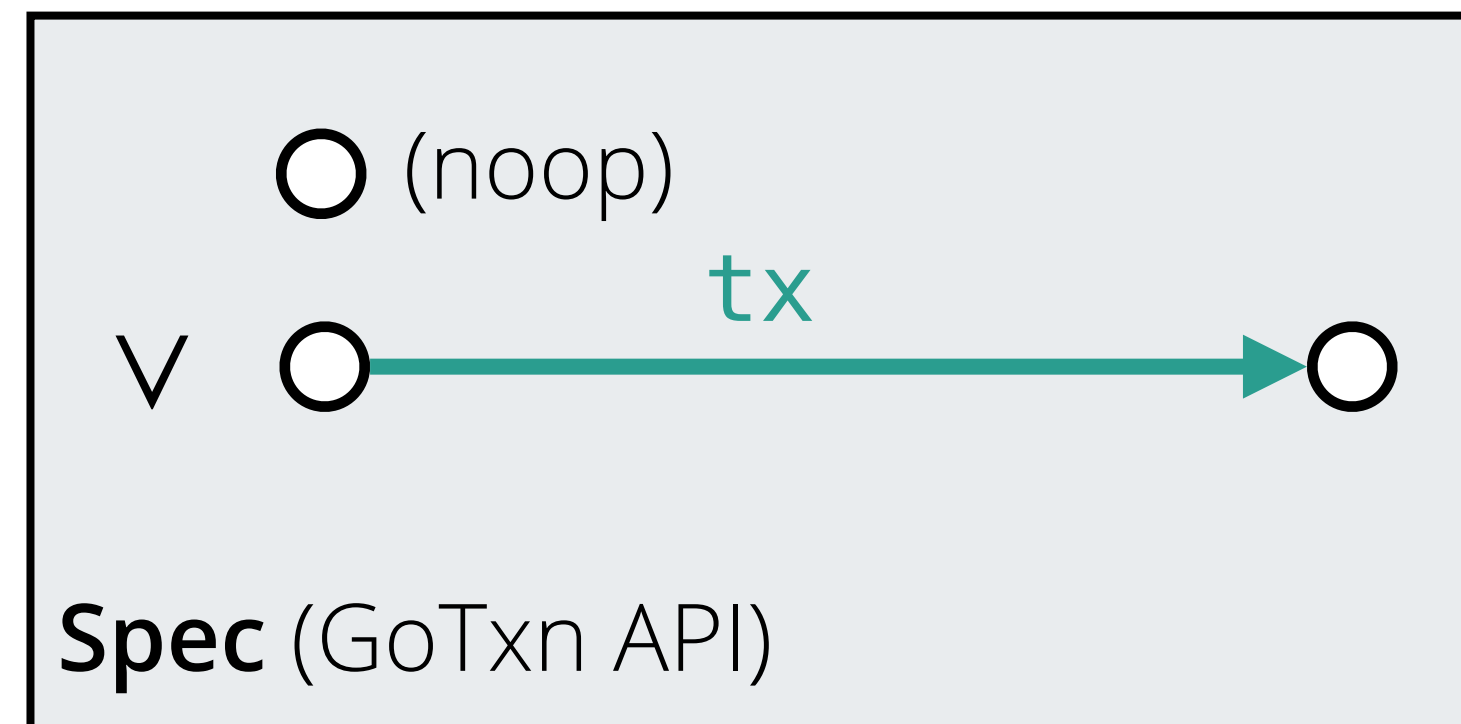 (noop)
tx
∨
Spec (GoTxn API)